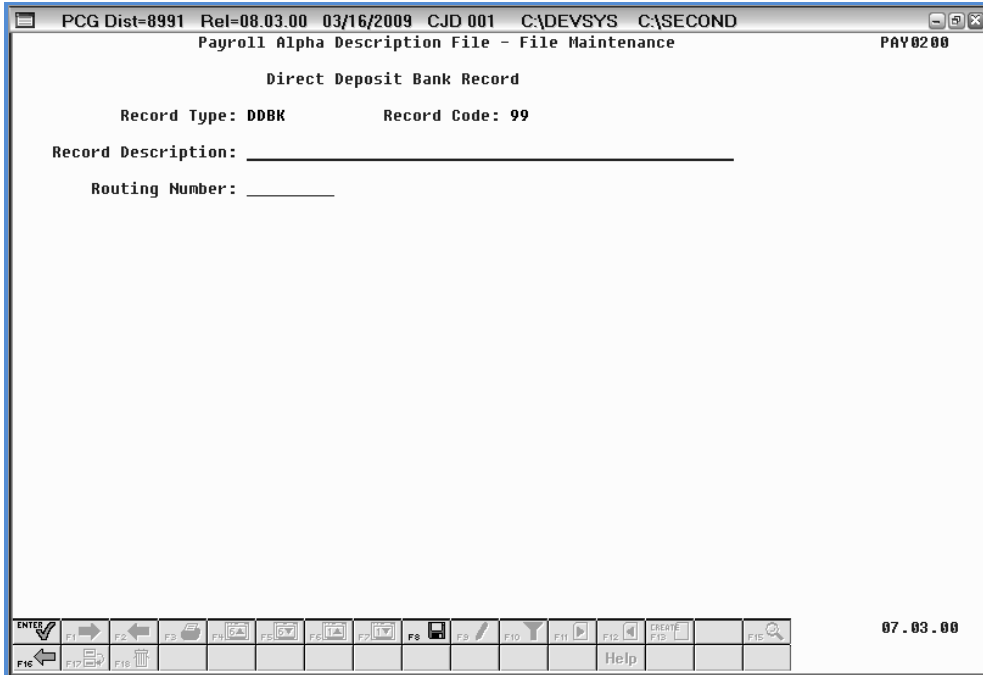 PCG Dist=8991 Rel=08.03.00 03/16/2009 CJD 001 C:\DEVSYS C:\SECOND
Payroll Alpha Description File - File Maintenance PAY0200
Direct Deposit Bank Record
Record Type: DDBK Record Code: 99
Record Description:
Routing Number:
ENTER F1 F2 F3 F4 F5 F6 F7 F8 F9 F10 F11 F12 CREATE F13 F15 07.03.00
F16 F17 F18 Help